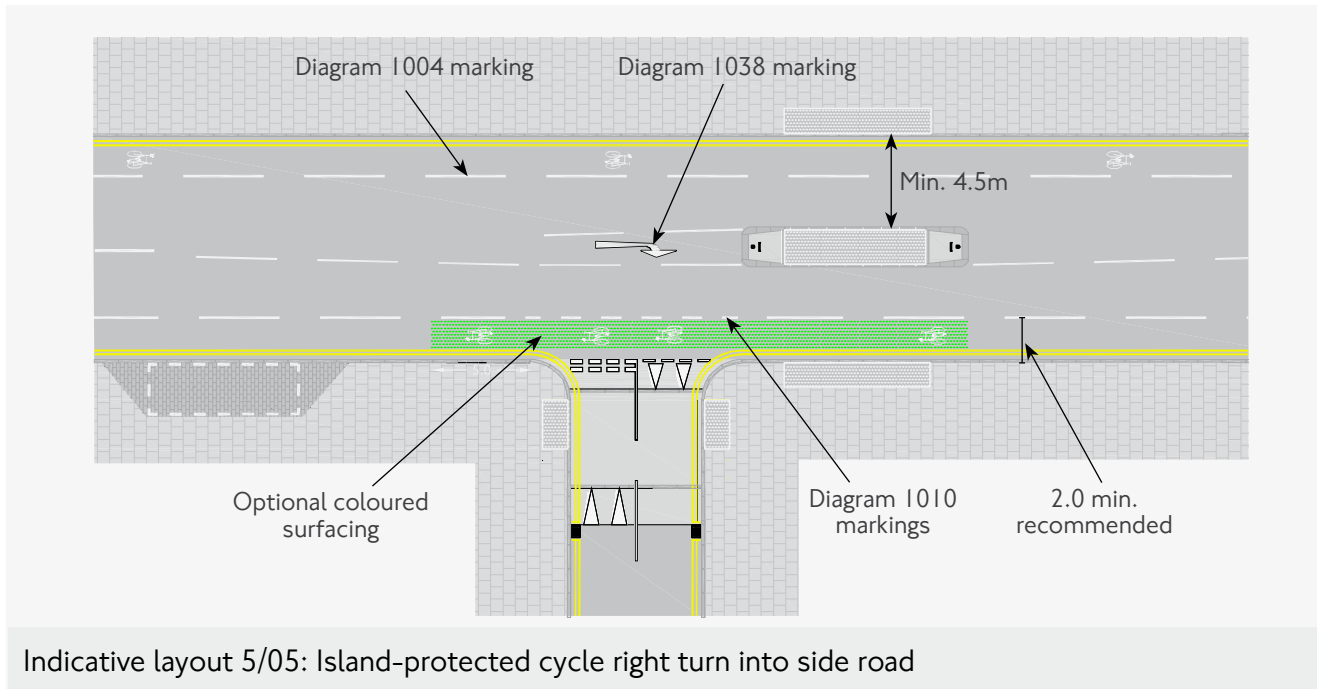 Diagram 1004 marking
Diagram 1038 marking
Min. 4.5m
Optional coloured
surfacing
Diagram 1010
markings
2.0 min.
recommended
Indicative layout 5/05: Island-protected cycle right turn into side road